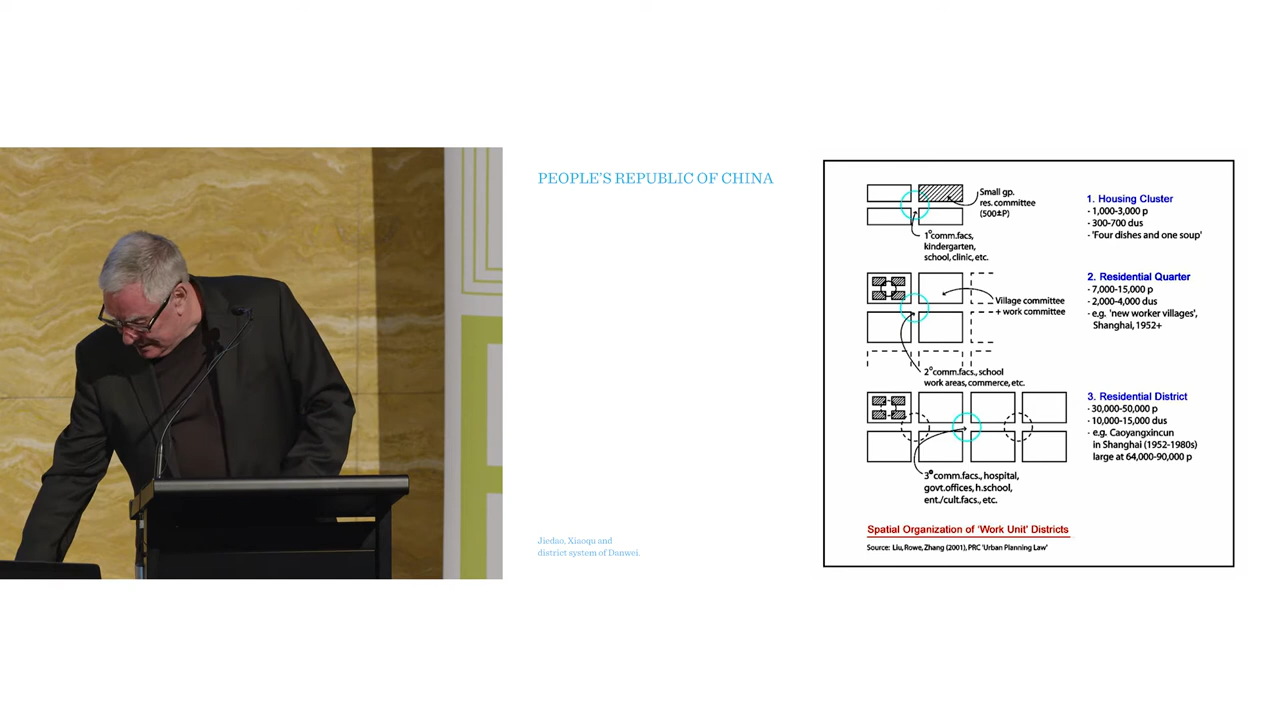 PEOPLE'S REPUBLIC OF CHINA
Small gp.
res. committee
(500±P)
1°comm.facs,
kindergarten,
school, clinic, etc.
1. Housing Cluster
· 1,000-3,000 p
· 300-700 dus
· 'Four dishes and one soup'
Village committee
+ work committee
2°comm.facs., school
work areas, commerce, etc.
2. Residential Quarter
· 7,000-15,000 p
· 2,000-4,000 dus
· e.g. 'new worker villages',
Shanghai, 1952+
3°comm.facs., hospital,
govt.offices, h.school,
ent./cult.facs., etc.
3. Residential District
· 30,000-50,000 p
· 10,000-15,000 dus
· e.g. Caoyangxincun
in Shanghai (1952-1980s)
large at 64,000-90,000 p
Spatial Organization of 'Work Unit' Districts
Source: Liu, Rowe, Zhang (2001), PRC 'Urban Planning Law'
Jiedao, Xiaoqu and
district system of Danwei.